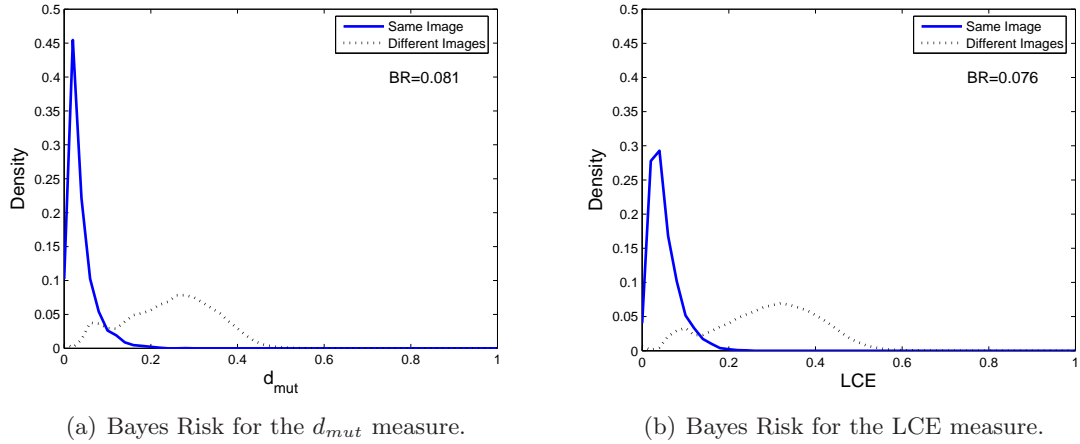 0.5
0.45
0.4
0.35
0.3
0.25
0.2
0.15
0.1
0.05
0
Density
Same Image
Different Images
BR=0.081
0 0.2 0.4 0.6 0.8 1
d_mut
(a) Bayes Risk for the d_mut measure.
0.5
0.45
0.4
0.35
0.3
0.25
0.2
0.15
0.1
0.05
0
Density
Same Image
Different Images
BR=0.076
0 0.2 0.4 0.6 0.8 1
LCE
(b) Bayes Risk for the LCE measure.